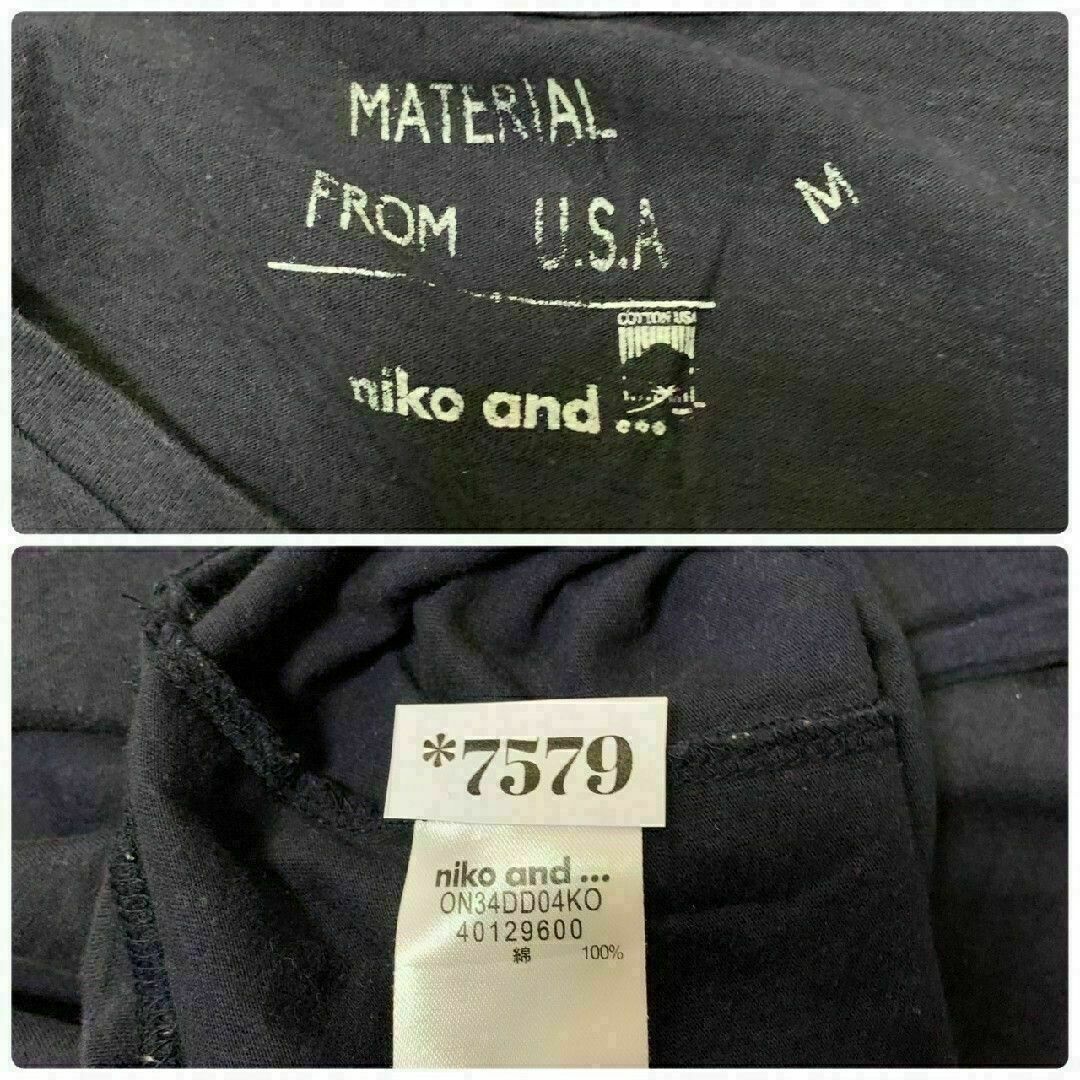 MATERIAL
FROM U.S.A
M
COTTON USA
niko and ...
*7579
niko and ...
ON34DD04KO
40129600
綿 100%